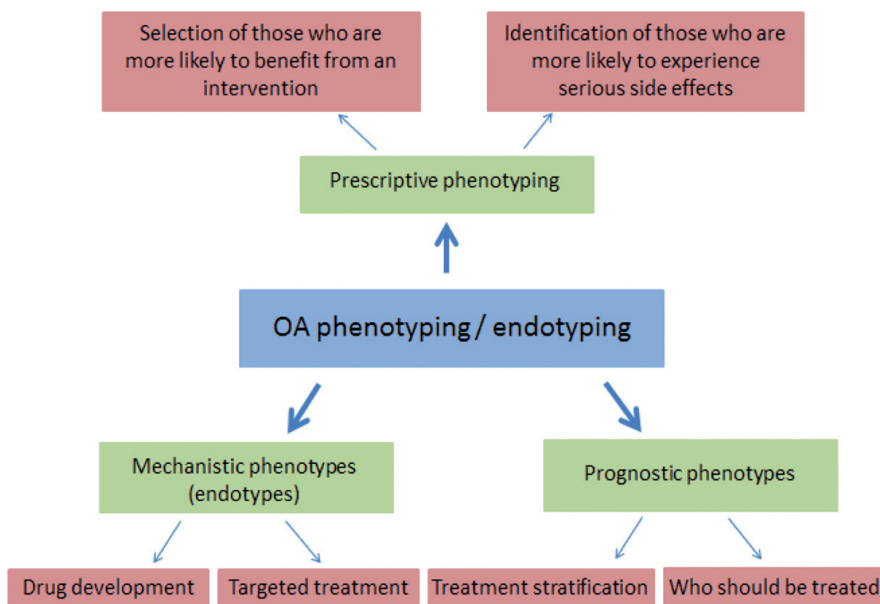 Selection of those who are
more likely to benefit from an
intervention
Identification of those who are
more likely to experience
serious side effects
Prescriptive phenotyping
OA phenotyping / endotyping
Mechanistic phenotypes
(endotypes)
Prognostic phenotypes
Drug development
Targeted treatment
Treatment stratification
Who should be treated